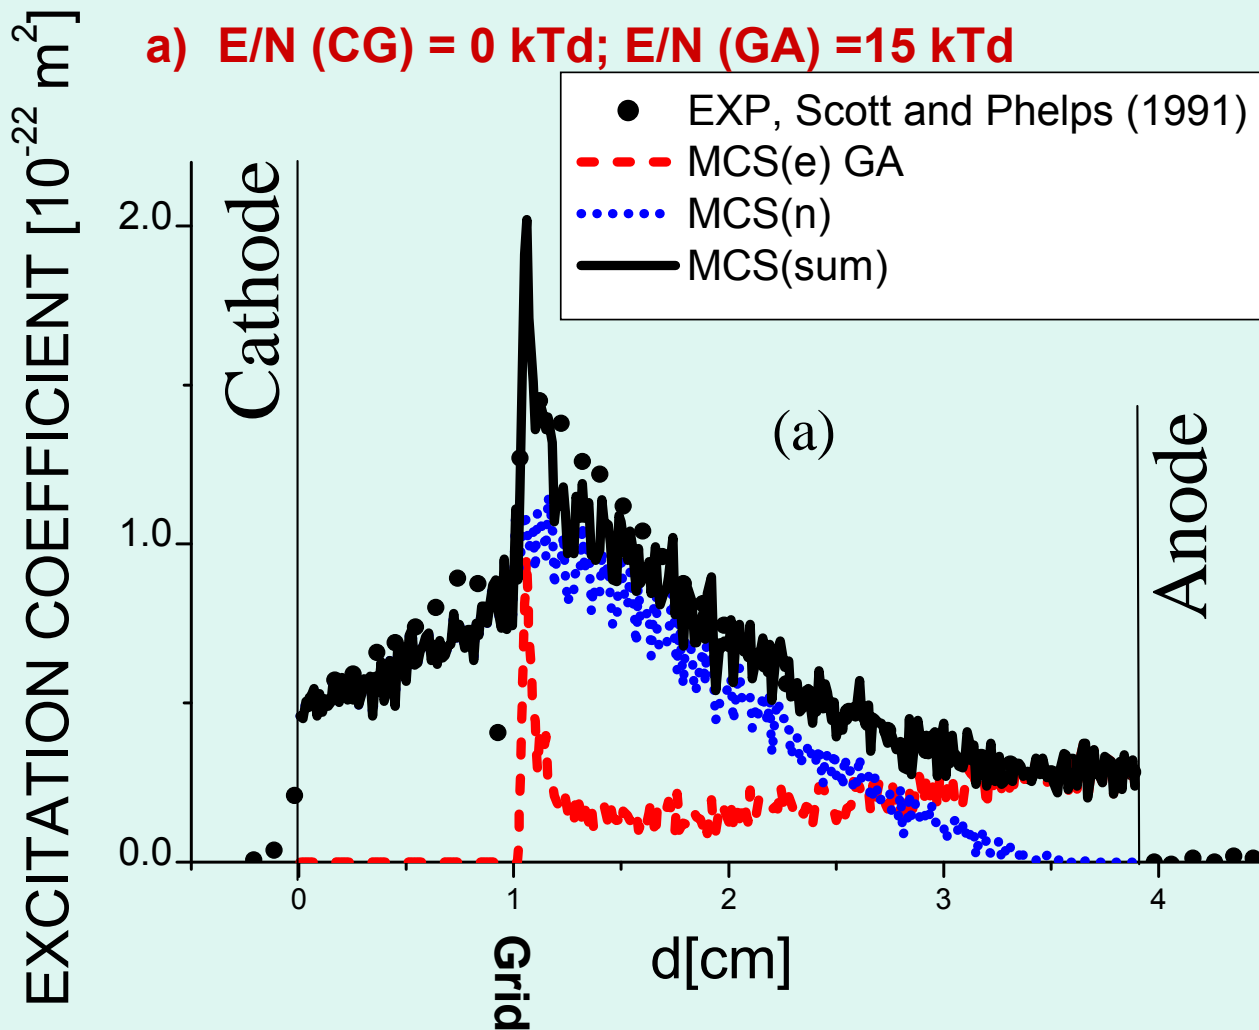 a) E/N (CG) = 0 kTd; E/N (GA) =15 kTd
EXP, Scott and Phelps (1991)
MCS(e) GA
MCS(n)
MCS(sum)
EXCITATION COEFFICIENT [10⁻²² m²]
Cathode
(a)
Anode
2.0
1.0
0.0
0
1
2
3
4
Grid
d[cm]